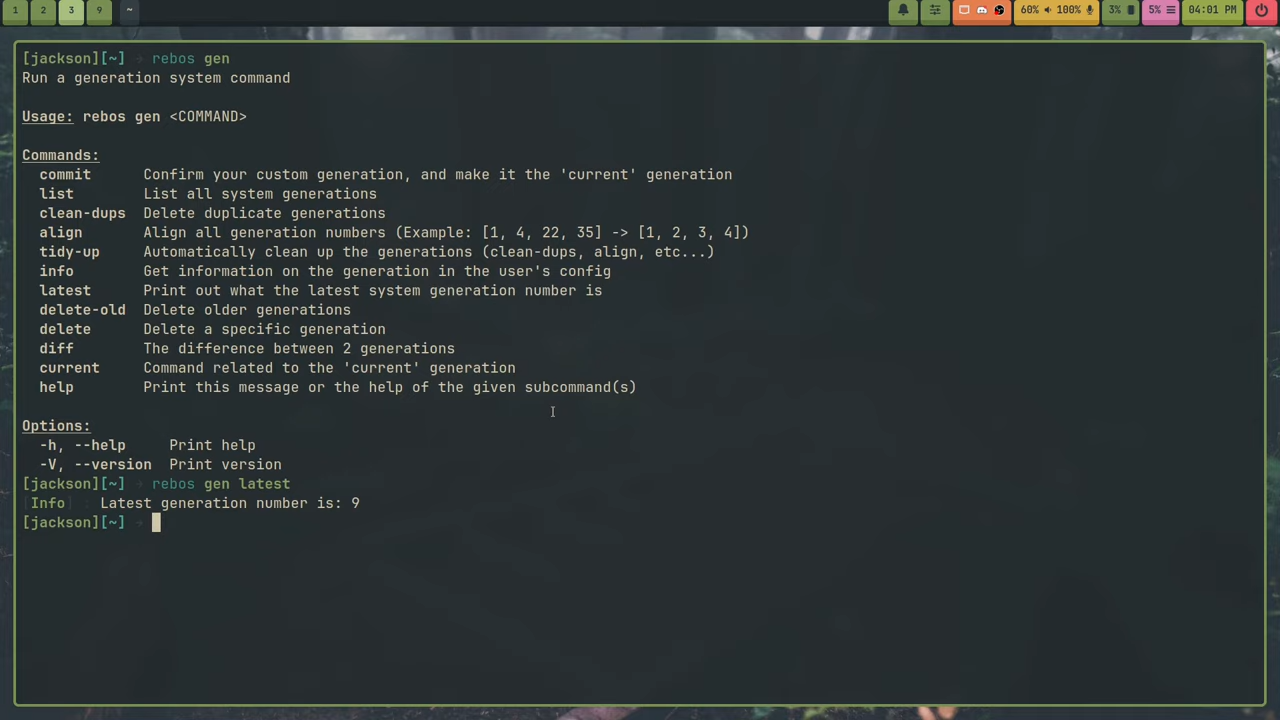 1 2 3 9 ~ 60% 100% 3% 5% 04:01 PM
[jackson][~] → rebos gen
Run a generation system command
Usage: rebos gen <COMMAND>
Commands:
commit Confirm your custom generation, and make it the 'current' generation
list List all system generations
clean-dups Delete duplicate generations
align Align all generation numbers (Example: [1, 4, 22, 35] -> [1, 2, 3, 4])
tidy-up Automatically clean up the generations (clean-dups, align, etc...)
info Get information on the generation in the user's config
latest Print out what the latest system generation number is
delete-old Delete older generations
delete Delete a specific generation
diff The difference between 2 generations
current Command related to the 'current' generation
help Print this message or the help of the given subcommand(s)
Options:
-h, --help Print help
-V, --version Print version
[jackson][~] → rebos gen latest
[Info] : Latest generation number is: 9
[jackson][~] →